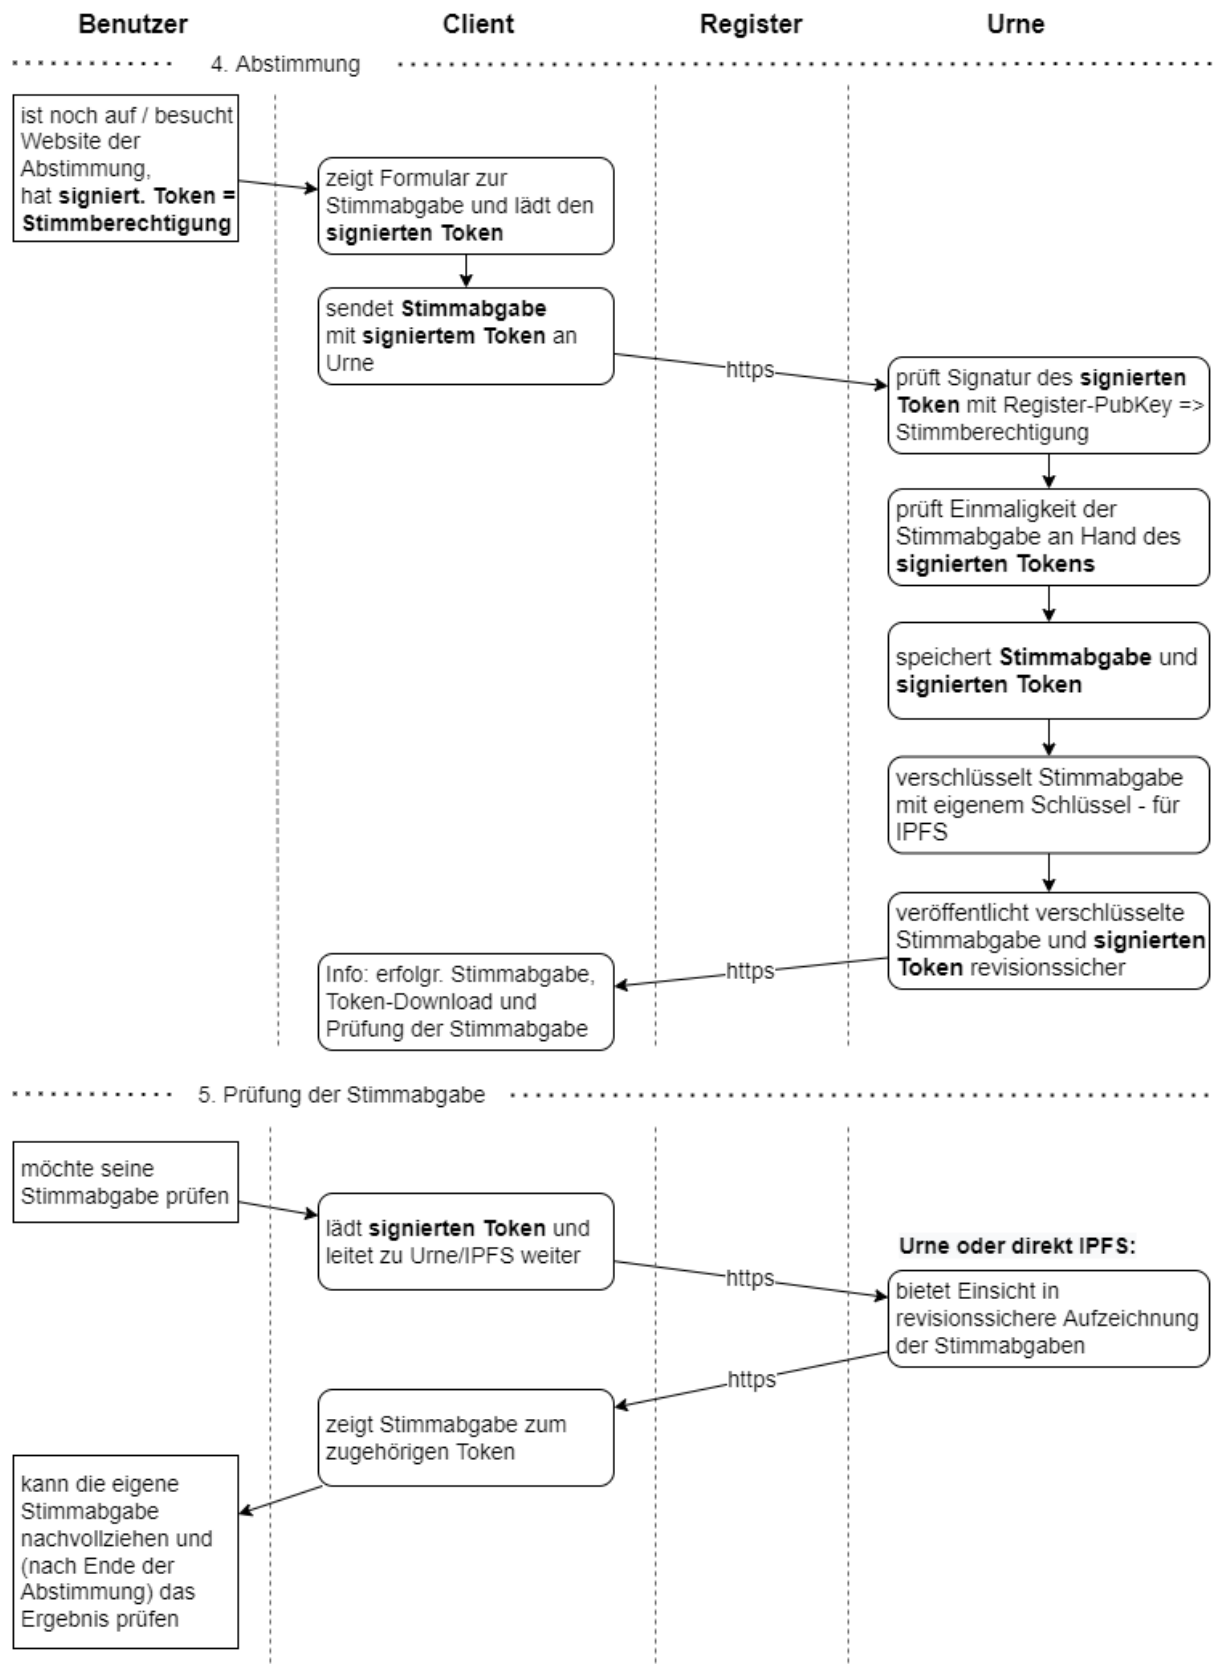 Benutzer
Client
Register
Urne
4. Abstimmung
ist noch auf / besucht
Website der
Abstimmung,
hat signiert. Token =
Stimmberechtigung
zeigt Formular zur
Stimmabgabe und lädt den
signierten Token
sendet Stimmabgabe
mit signiertem Token an
Urne
https
prüft Signatur des signierten
Token mit Register-PubKey =>
Stimmberechtigung
prüft Einmaligkeit der
Stimmabgabe an Hand des
signierten Tokens
speichert Stimmabgabe und
signierten Token
verschlüsselt Stimmabgabe
mit eigenem Schlüssel - für
IPFS
veröffentlicht verschlüsselte
Stimmabgabe und signierten
Token revisionssicher
https
Info: erfolgr. Stimmabgabe,
Token-Download und
Prüfung der Stimmabgabe
5. Prüfung der Stimmabgabe
möchte seine
Stimmabgabe prüfen
lädt signierten Token und
leitet zu Urne/IPFS weiter
https
Urne oder direkt IPFS:
bietet Einsicht in
revisionssichere Aufzeichnung
der Stimmabgaben
https
zeigt Stimmabgabe zum
zugehörigen Token
kann die eigene
Stimmabgabe
nachvollziehen und
(nach Ende der
Abstimmung) das
Ergebnis prüfen